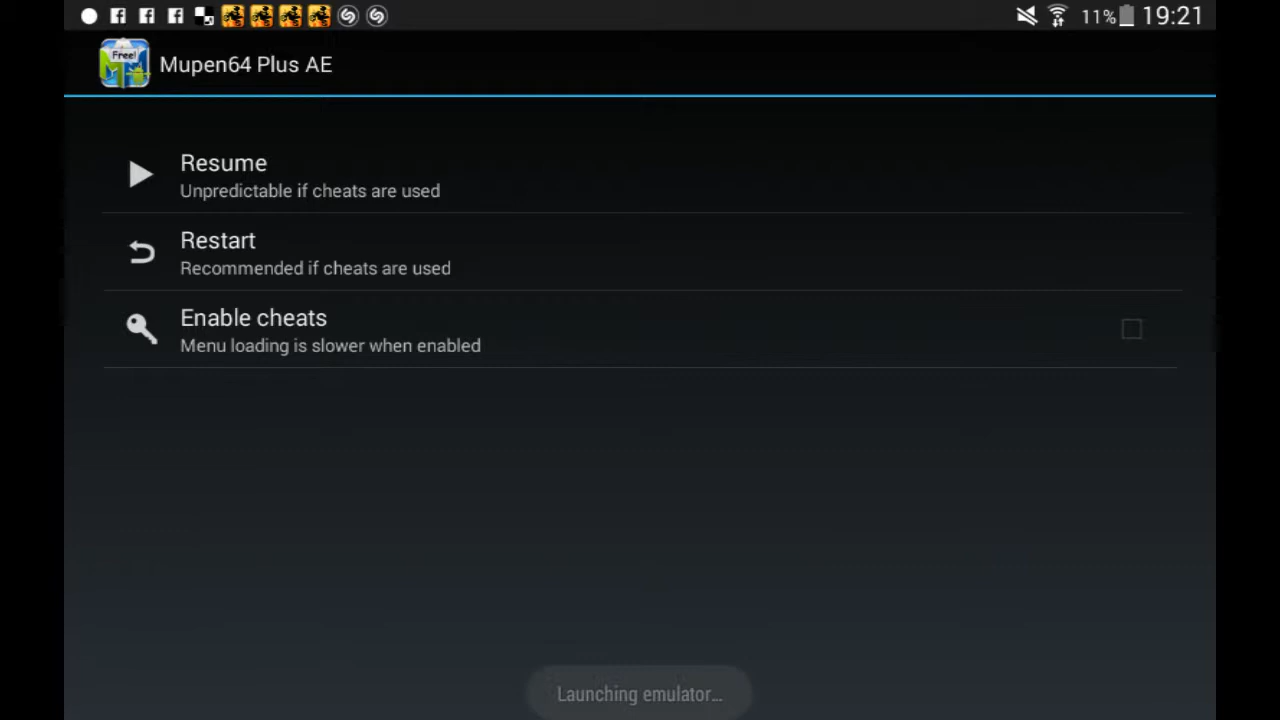 11% 19:21
Free!
Mupen64 Plus AE
Resume
Unpredictable if cheats are used
Restart
Recommended if cheats are used
Enable cheats
Menu loading is slower when enabled
Launching emulator...